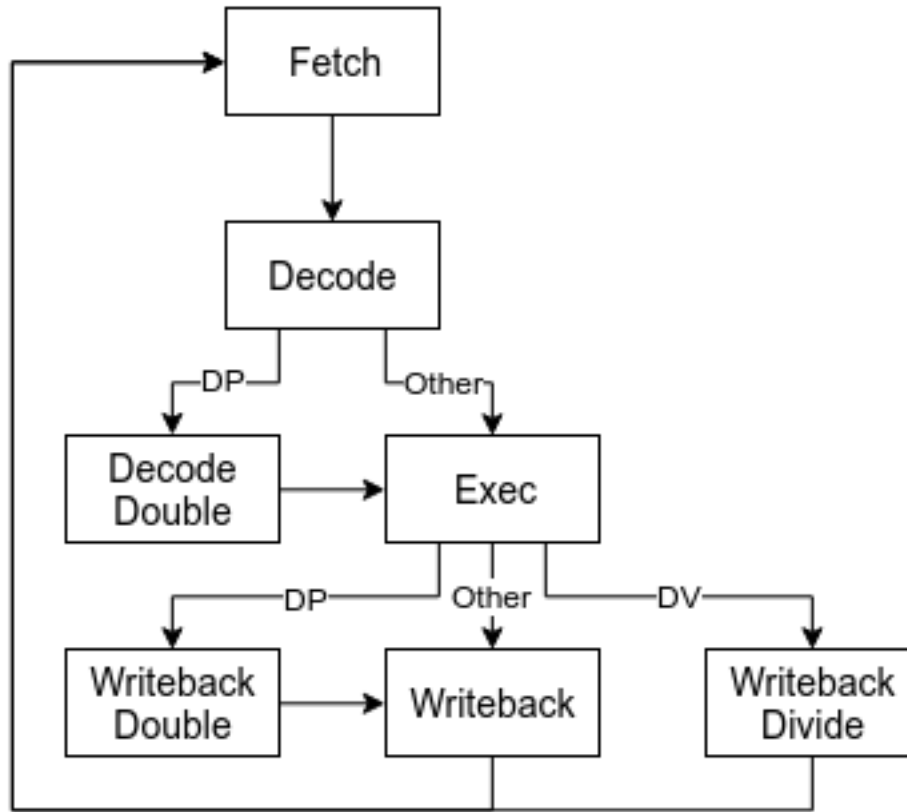 Fetch
Decode
DP
Other
Decode
Double
Exec
DP
Other
DV
Writeback
Double
Writeback
Writeback
Divide